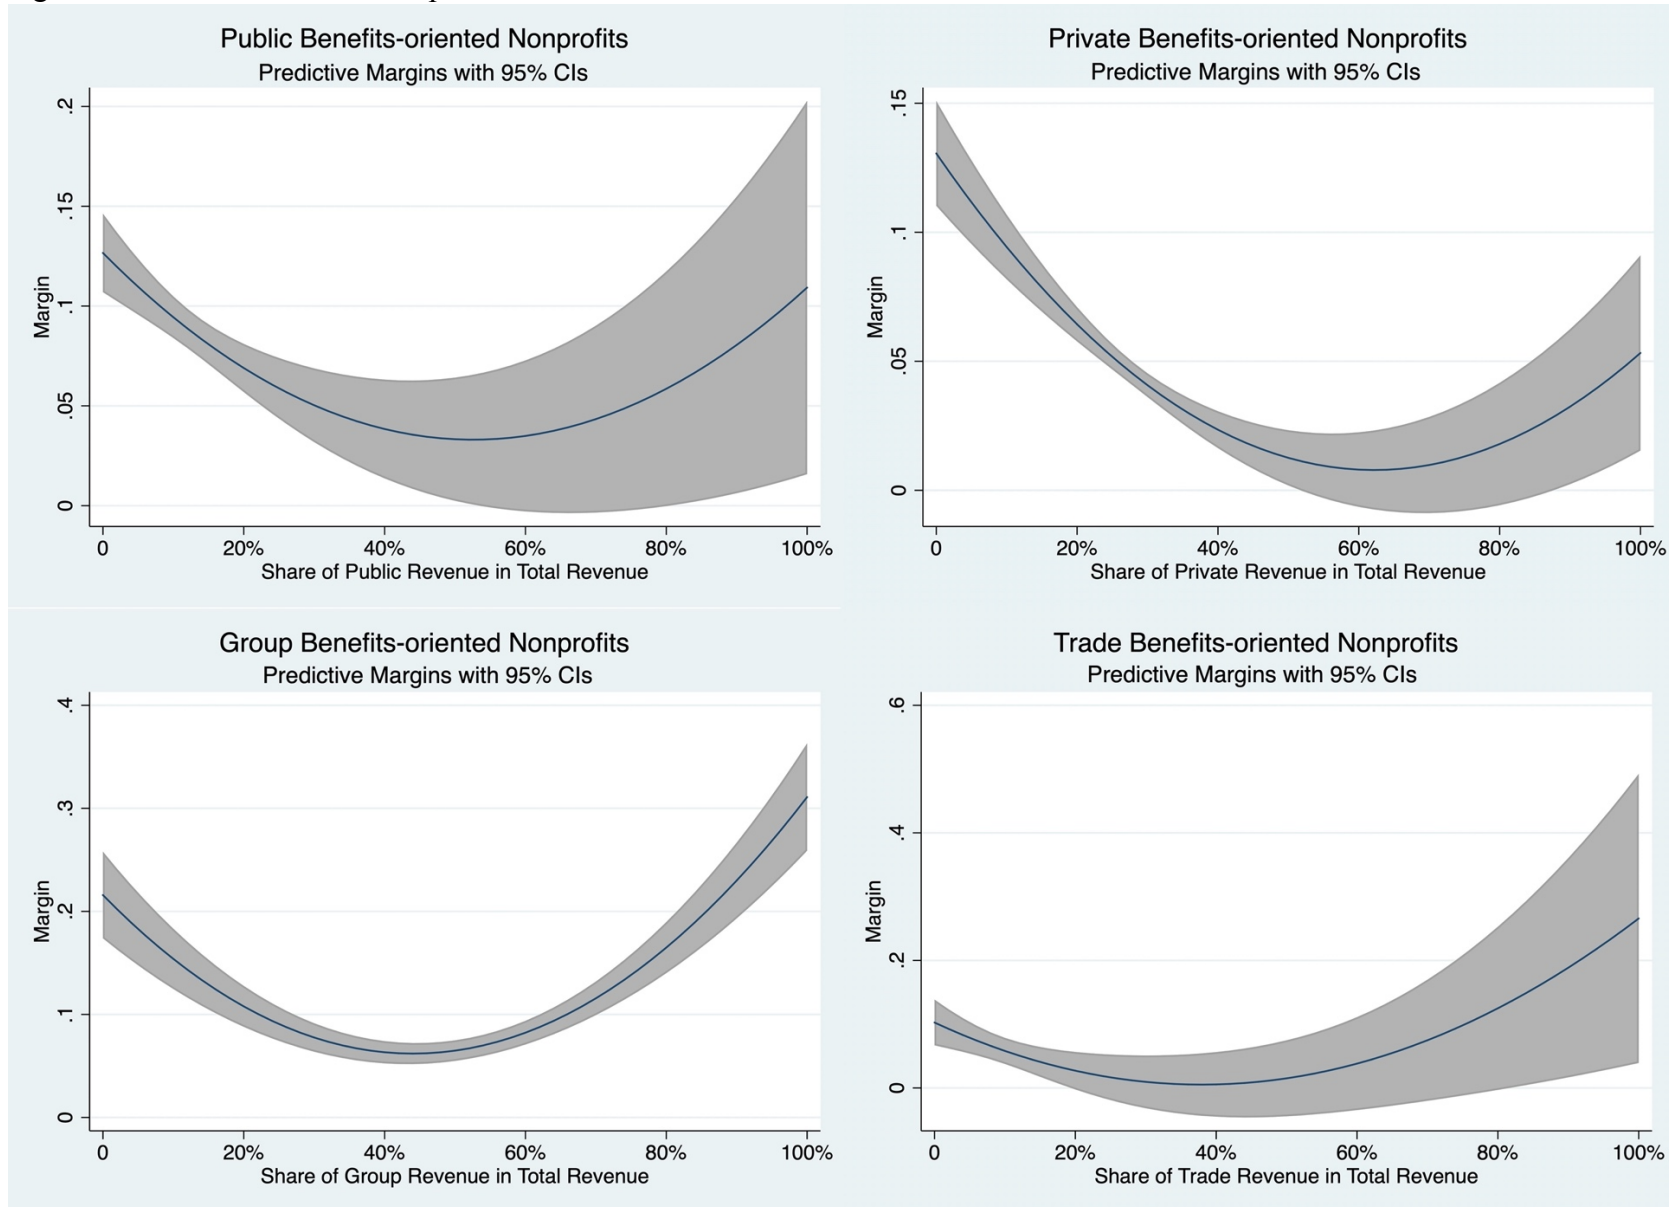 Public Benefits-oriented Nonprofits
Predictive Margins with 95% CIs
.2
.15
.1
.05
0
Margin
0 20% 40% 60% 80% 100%
Share of Public Revenue in Total Revenue
Private Benefits-oriented Nonprofits
Predictive Margins with 95% CIs
.15
.1
.05
0
Margin
0 20% 40% 60% 80% 100%
Share of Private Revenue in Total Revenue
Group Benefits-oriented Nonprofits
Predictive Margins with 95% CIs
.4
.3
.2
.1
0
Margin
0 20% 40% 60% 80% 100%
Share of Group Revenue in Total Revenue
Trade Benefits-oriented Nonprofits
Predictive Margins with 95% CIs
.6
.4
.2
0
Margin
0 20% 40% 60% 80% 100%
Share of Trade Revenue in Total Revenue